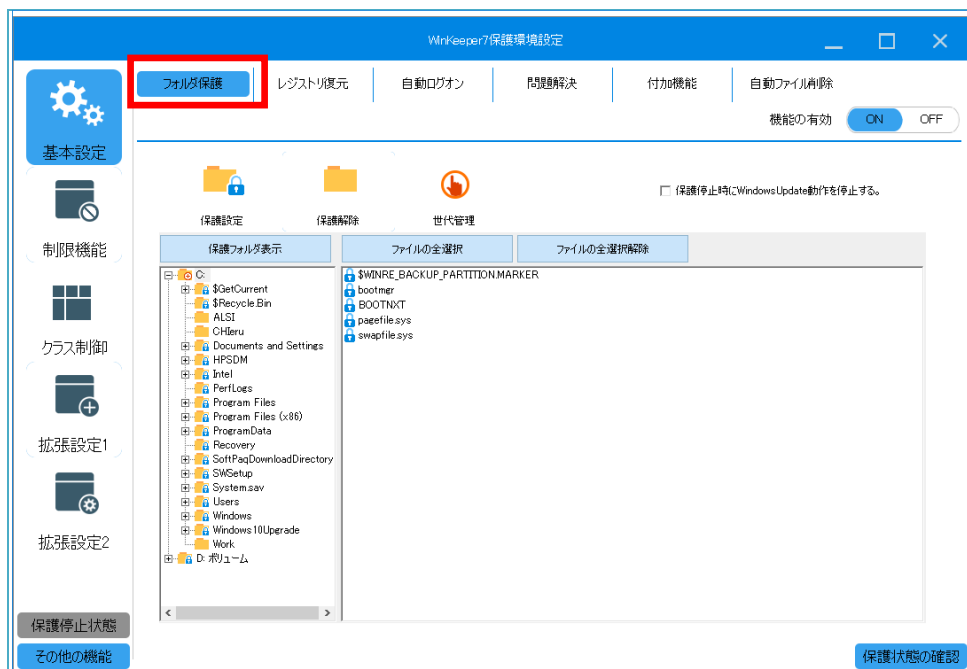 WinKeeper7保護環境設定
フォルダ保護
レジストリ復元
自動ログオン
問題解決
付加機能
自動ファイル削除
機能の有効
ON
OFF
基本設定
制限機能
クラス制御
拡張設定1
拡張設定2
保護設定
保護解除
世代管理
保護停止時にWindowsUpdate動作を停止する。
保護フォルダ表示
ファイルの全選択
ファイルの全選択解除
C:
$GetCurrent
$Recycle.Bin
ALSI
CHIeru
Documents and Settings
HPSDM
Intel
PerfLogs
Program Files
Program Files (x86)
ProgramData
Recovery
SoftPaqDownloadDirectory
SWSetup
System.sav
Users
Windows
Windows10Upgrade
Work
D: ボリューム
$WINRE_BACKUP_PARTITION.MARKER
bootmgr
BOOTNXT
pagefile.sys
swapfile.sys
保護停止状態
その他の機能
保護状態の確認